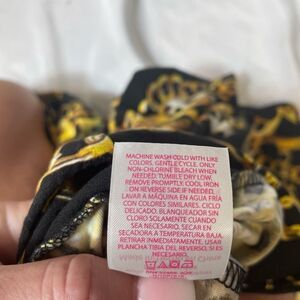 MACHINE WASH COLD WITH LIKE
COLORS, GENTLE CYCLE. ONLY
NON-CHLORINE BLEACH WHEN
NEEDED. TUMBLE DRY LOW.
REMOVE PROMPTLY. COOL IRON
ON REVERSE SIDE IF NEEDED.
LAVAR A MÁQUINA EN AGUA FRÍA
CON COLORES SIMILARES. CICLO
DELICADO. BLANQUEADOR SIN
CLORO SOLAMENTE CUANDO
SEA NECESARIO. SECAR EN
SECADORA A TEMPERATURA BAJA.
RETIRAR INMEDIATAMENTE. USAR
PLANCHA TIBIA DEL REVERSO, SI ES
NECESARIO.